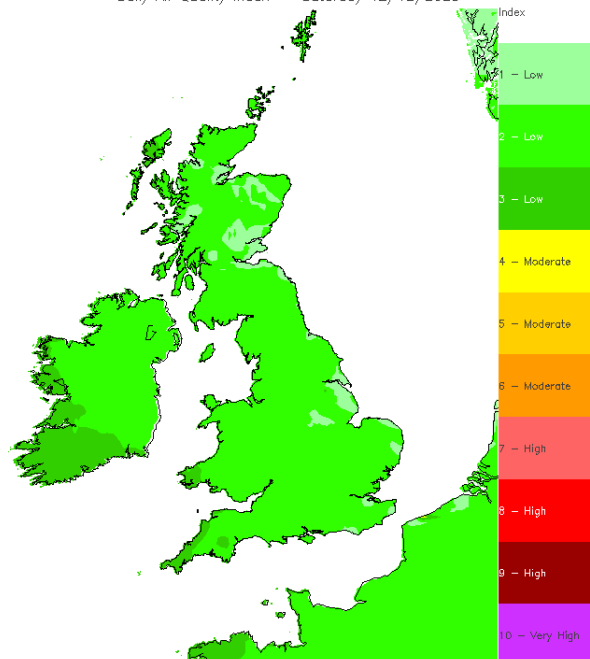 Index
1 - Low
2 - Low
3 - Low
4 - Moderate
5 - Moderate
6 - Moderate
7 - High
8 - High
9 - High
10 - Very High